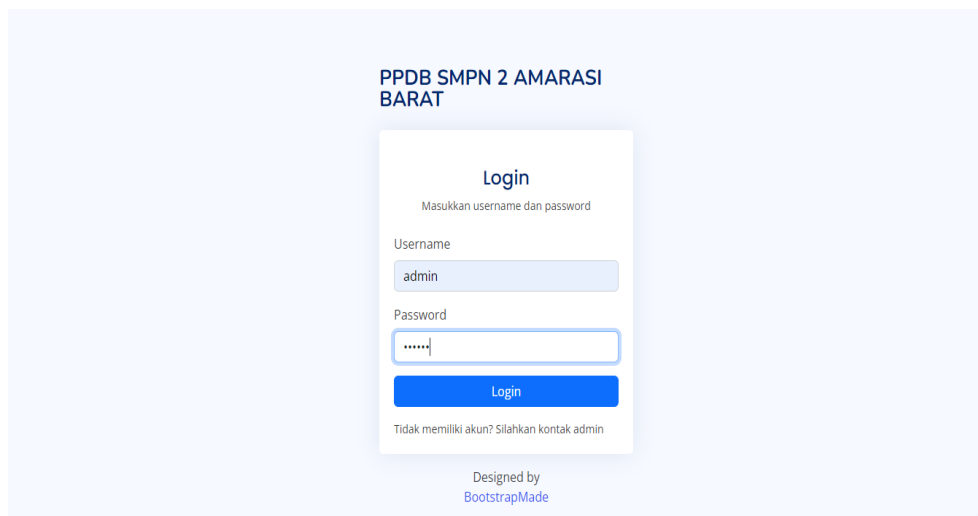 PPDB SMPN 2 AMARASI
BARAT
Login
Masukkan username dan password
Username
admin
Password
••••••
Login
Tidak memiliki akun? Silahkan kontak admin
Designed by
BootstrapMade